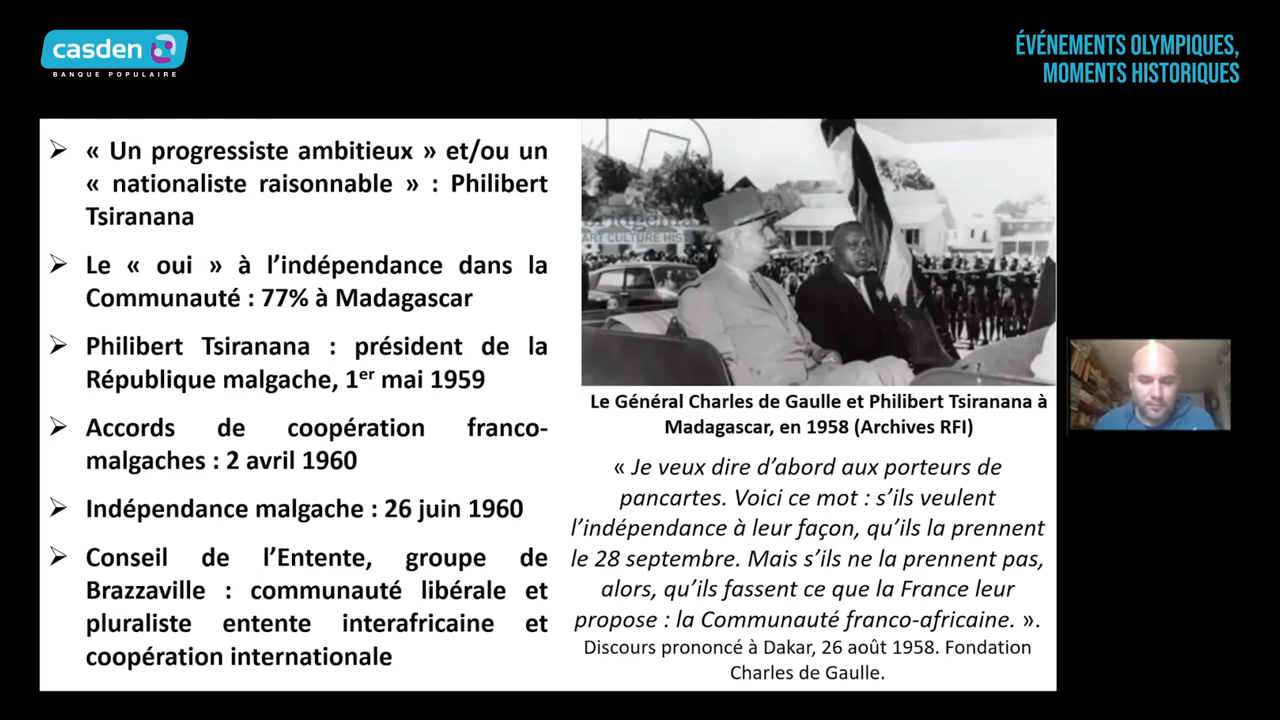 casden
BANQUE POPULAIRE
ÉVÉNEMENTS OLYMPIQUES,
MOMENTS HISTORIQUES
« Un progressiste ambitieux » et/ou un
« nationaliste raisonnable » : Philibert
Tsiranana
Le « oui » à l’indépendance dans la
Communauté : 77% à Madagascar
Philibert Tsiranana : président de la
République malgache, 1er mai 1959
Accords de coopération franco-
malgaches : 2 avril 1960
Indépendance malgache : 26 juin 1960
Conseil de l’Entente, groupe de
Brazzaville : communauté libérale et
pluraliste entente interafricaine et
coopération internationale
ART CULTURE HIS
Le Général Charles de Gaulle et Philibert Tsiranana à
Madagascar, en 1958 (Archives RFI)
« Je veux dire d’abord aux porteurs de
pancartes. Voici ce mot : s’ils veulent
l’indépendance à leur façon, qu’ils la prennent
le 28 septembre. Mais s’ils ne la prennent pas,
alors, qu’ils fassent ce que la France leur
propose : la Communauté franco-africaine. ».
Discours prononcé à Dakar, 26 août 1958. Fondation
Charles de Gaulle.